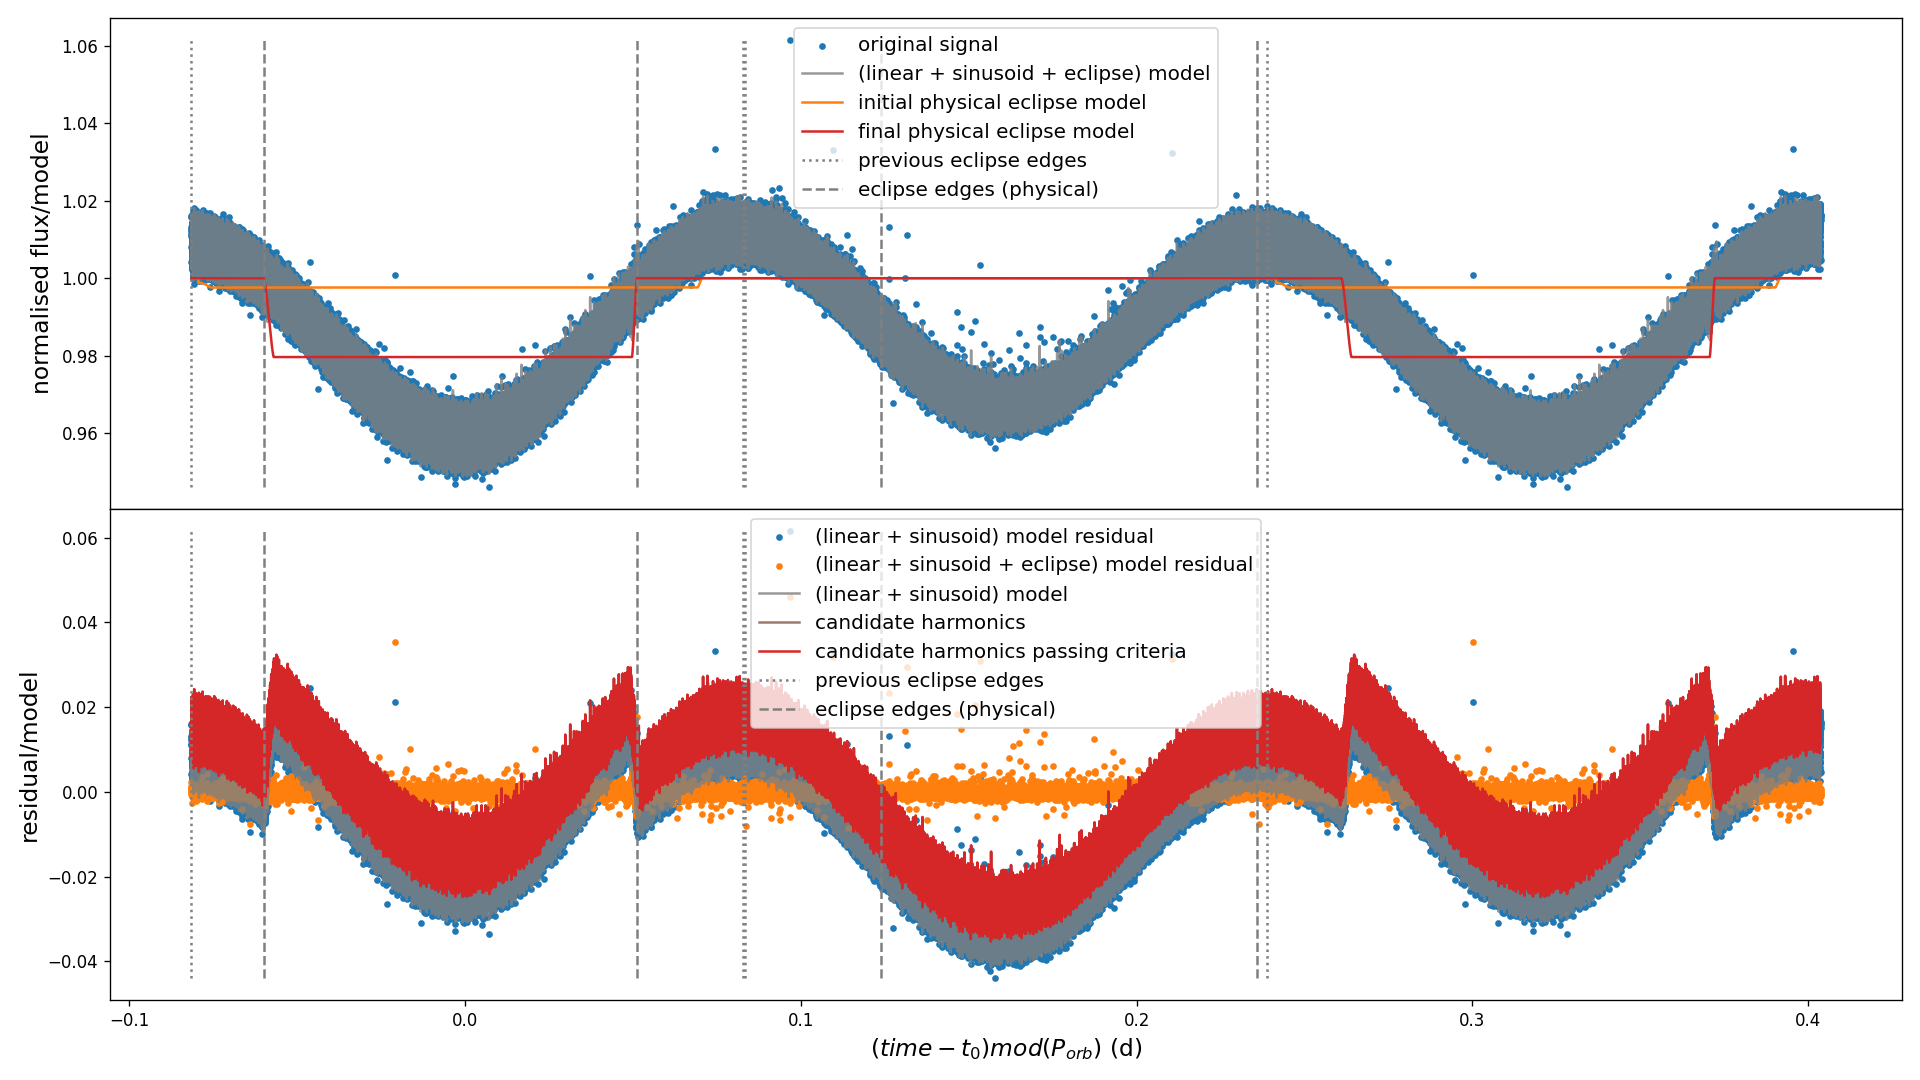 normalised flux/model
1.06
1.04
1.02
1.00
0.98
0.96
original signal
(linear + sinusoid + eclipse) model
initial physical eclipse model
final physical eclipse model
previous eclipse edges
eclipse edges (physical)
residual/model
0.06
0.04
0.02
0.00
−0.02
−0.04
(linear + sinusoid) model residual
(linear + sinusoid + eclipse) model residual
(linear + sinusoid) model
candidate harmonics
candidate harmonics passing criteria
previous eclipse edges
eclipse edges (physical)
−0.1 0.0 0.1 0.2 0.3 0.4
(time − t₀)mod(Pₒᵣb) (d)